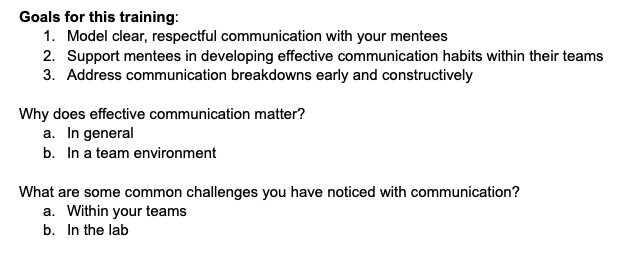 Goals for this training:
1. Model clear, respectful communication with your mentees
2. Support mentees in developing effective communication habits within their teams
3. Address communication breakdowns early and constructively
Why does effective communication matter?
a. In general
b. In a team environment
What are some common challenges you have noticed with communication?
a. Within your teams
b. In the lab